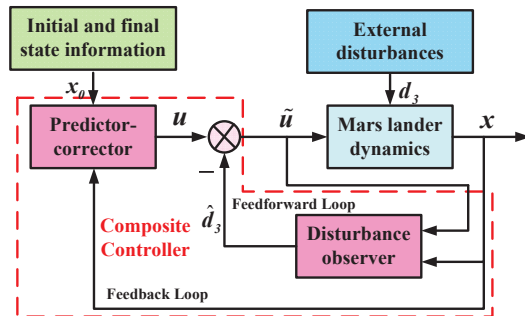 Initial and final
state information
External
disturbances
x₀
d₃
Predictor-
corrector
u
ũ
Mars lander
dynamics
x
−
d̂₃
Feedforward Loop
Composite
Controller
Disturbance
observer
Feedback Loop